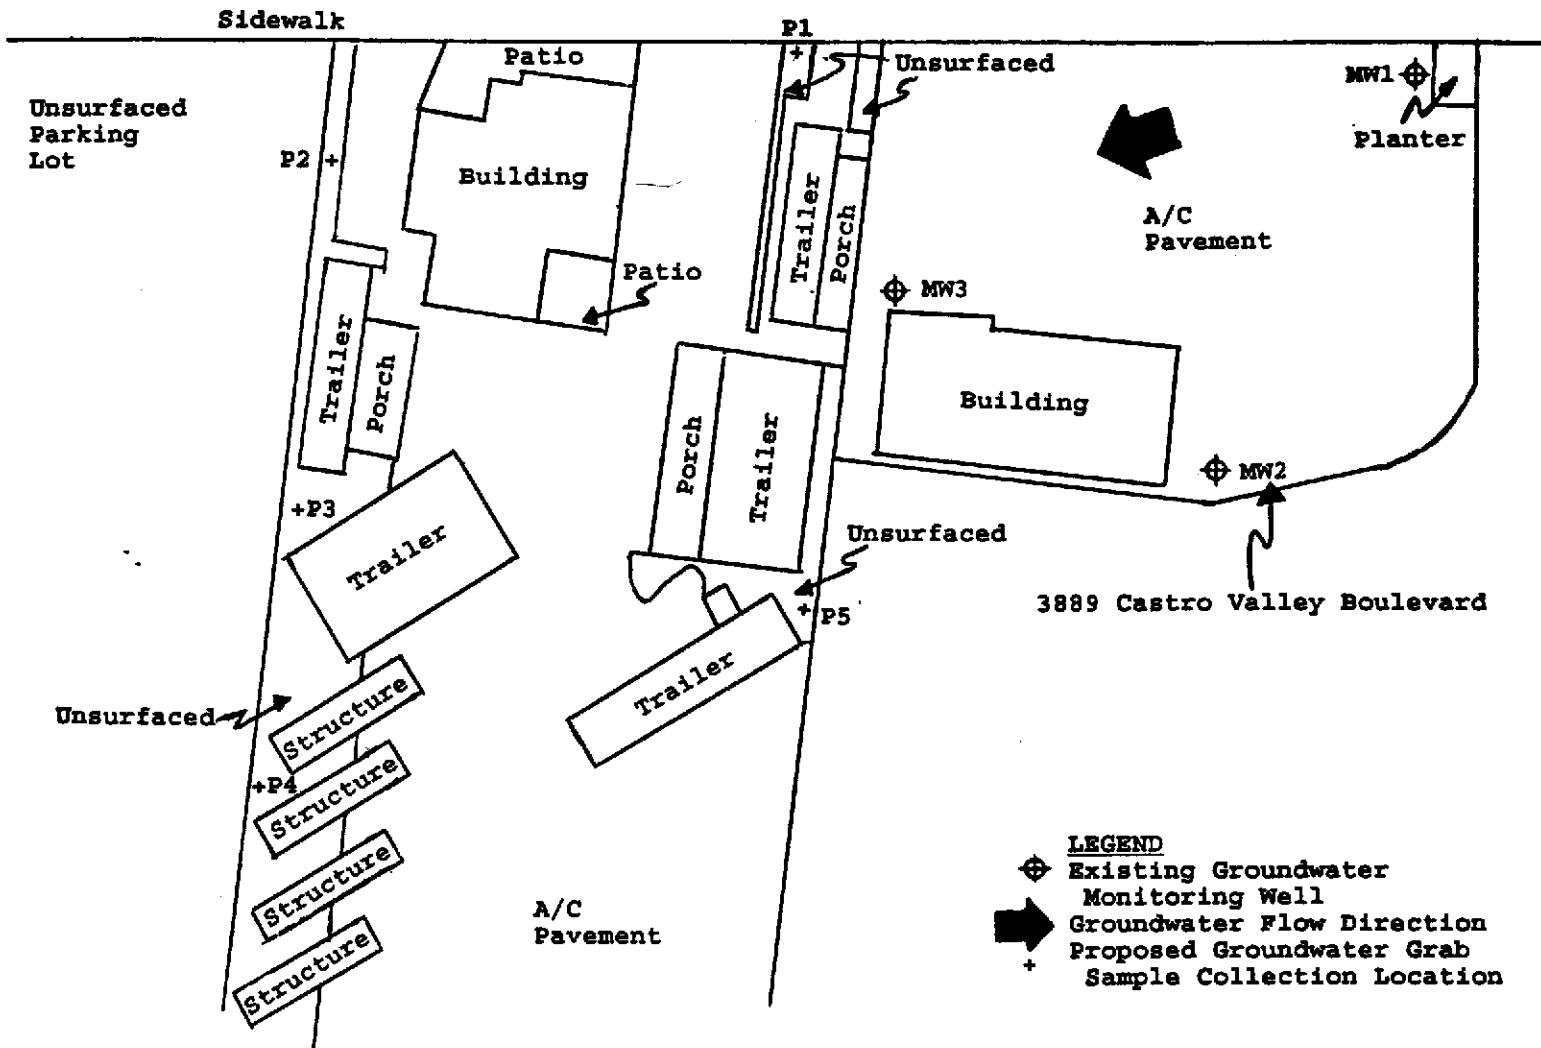 Sidewalk
P1
Patio
Unsurfaced
MW1
Unsurfaced
Parking
Lot
Planter
P2
Building
Trailer
Porch
A/C
Pavement
Patio
MW3
Trailer
Porch
Building
Porch
Trailer
MW2
P3
Trailer
Unsurfaced
3889 Castro Valley Boulevard
P5
Trailer
Unsurfaced
Structure
P4
Structure
Structure
Structure
A/C
Pavement
LEGEND
Existing Groundwater
Monitoring Well
Groundwater Flow Direction
Proposed Groundwater Grab
Sample Collection Location